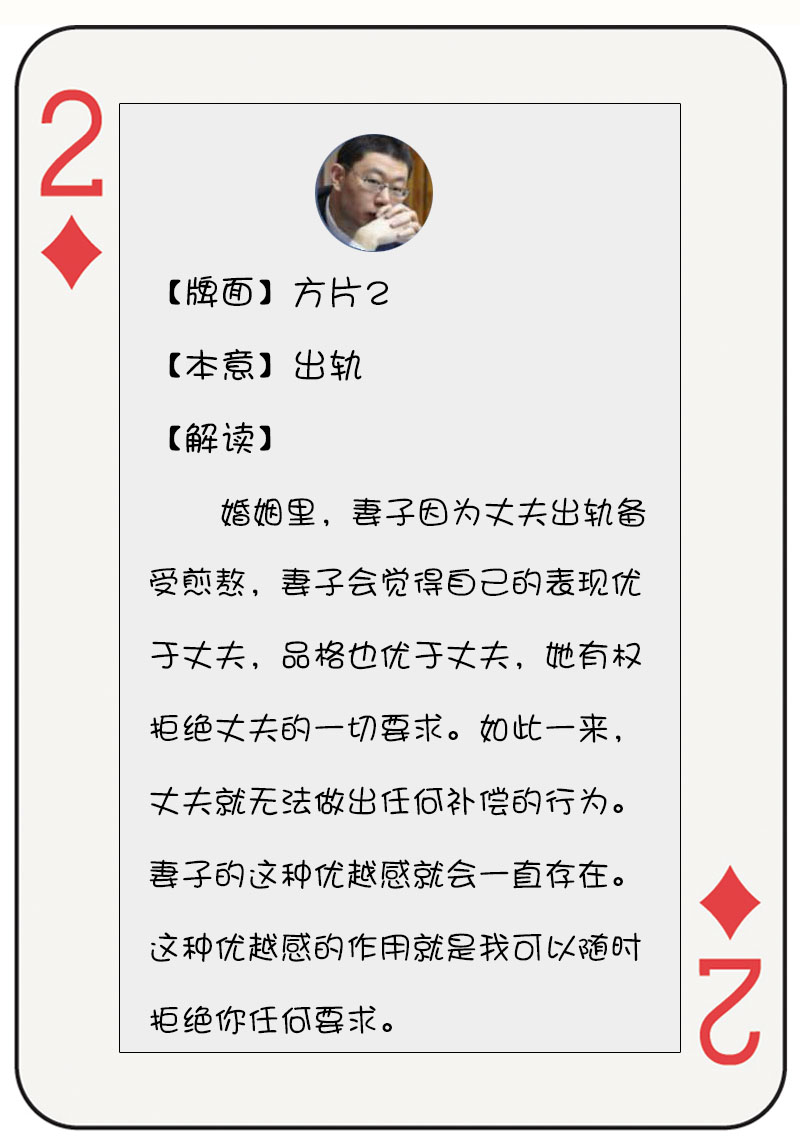 2
【牌面】方片2
【本意】出轨
【解读】
婚姻里，妻子因为丈夫出轨备
受煎熬，妻子会觉得自己的表现优
于丈夫，品格也优于丈夫，她有权
拒绝丈夫的一切要求。如此一来，
丈夫就无法做出任何补偿的行为。
妻子的这种优越感就会一直存在。
这种优越感的作用就是我可以随时
拒绝你任何要求。
2